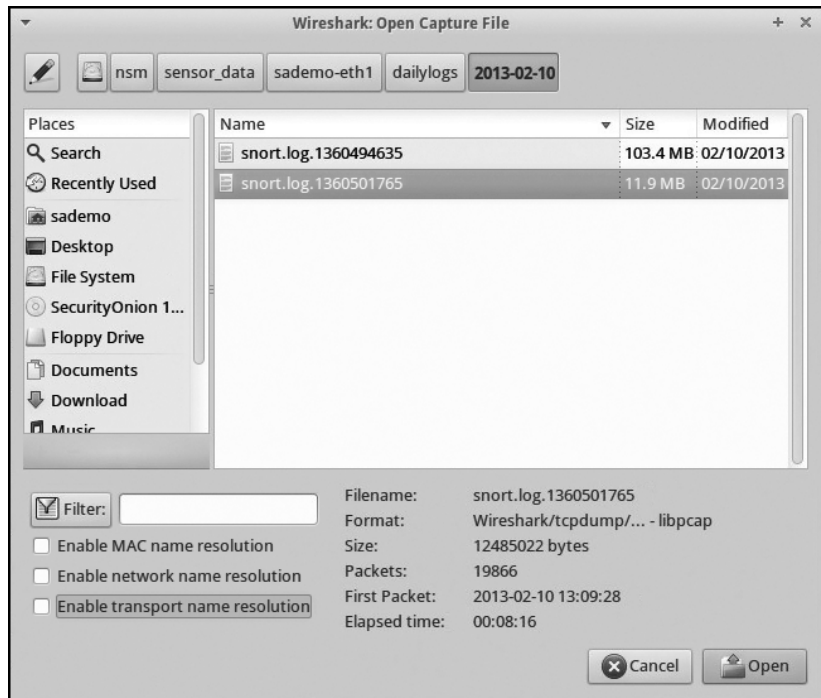 Wireshark: Open Capture File
nsm sensor_data sademo-eth1 dailylogs 2013-02-10
Places
Search
Recently Used
sademo
Desktop
File System
SecurityOnion 1...
Floppy Drive
Documents
Download
Music
Name Size Modified
snort.log.1360494635 103.4 MB 02/10/2013
snort.log.1360501765 11.9 MB 02/10/2013
Filter:
Enable MAC name resolution
Enable network name resolution
Enable transport name resolution
Filename: snort.log.1360501765
Format: Wireshark/tcpdump/... - libpcap
Size: 12485022 bytes
Packets: 19866
First Packet: 2013-02-10 13:09:28
Elapsed time: 00:08:16
Cancel Open